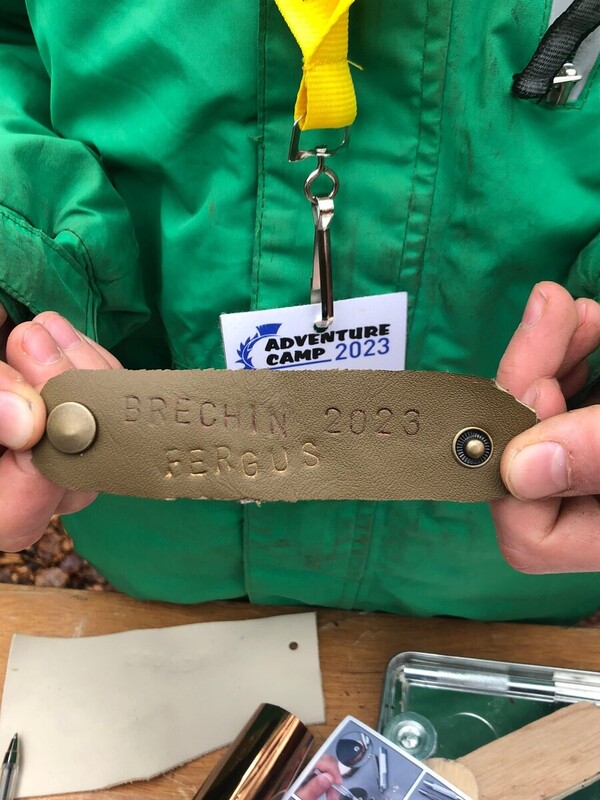 ADVENTURE
CAMP 2023
BRECHIN 2023
FERGUS